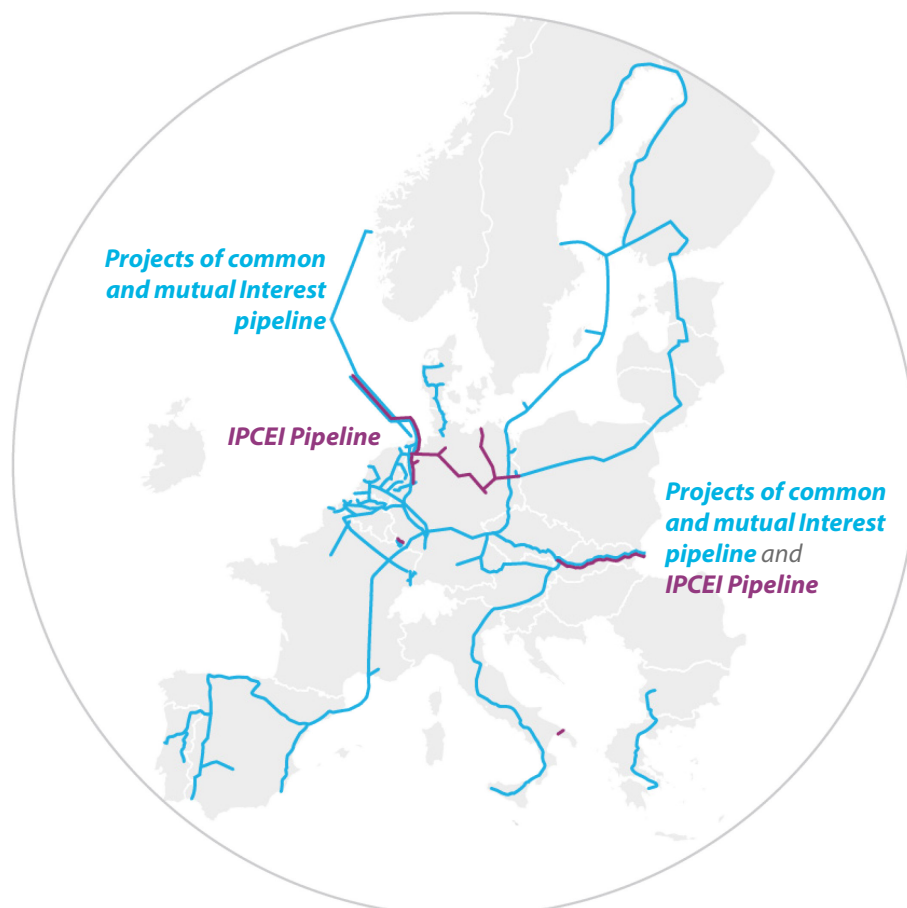 Projects of common
and mutual Interest
pipeline
IPCEI Pipeline
Projects of common
and mutual Interest
pipeline and
IPCEI Pipeline